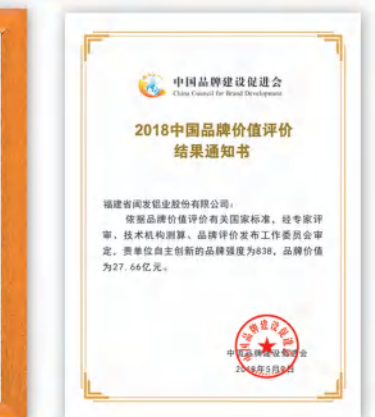 中国品牌建设促进会
China Council for Brand Development
2018中国品牌价值评价
结果通知书
福建省闽发铝业股份有限公司：
依据品牌价值评价有关国家标准，经专家评
审、技术机构测算、品牌评价发布工作委员会审
定，贵单位自主创新的品牌强度为838，品牌价值
为27.66亿元。
中国品牌建设促进会
2018年5月9日